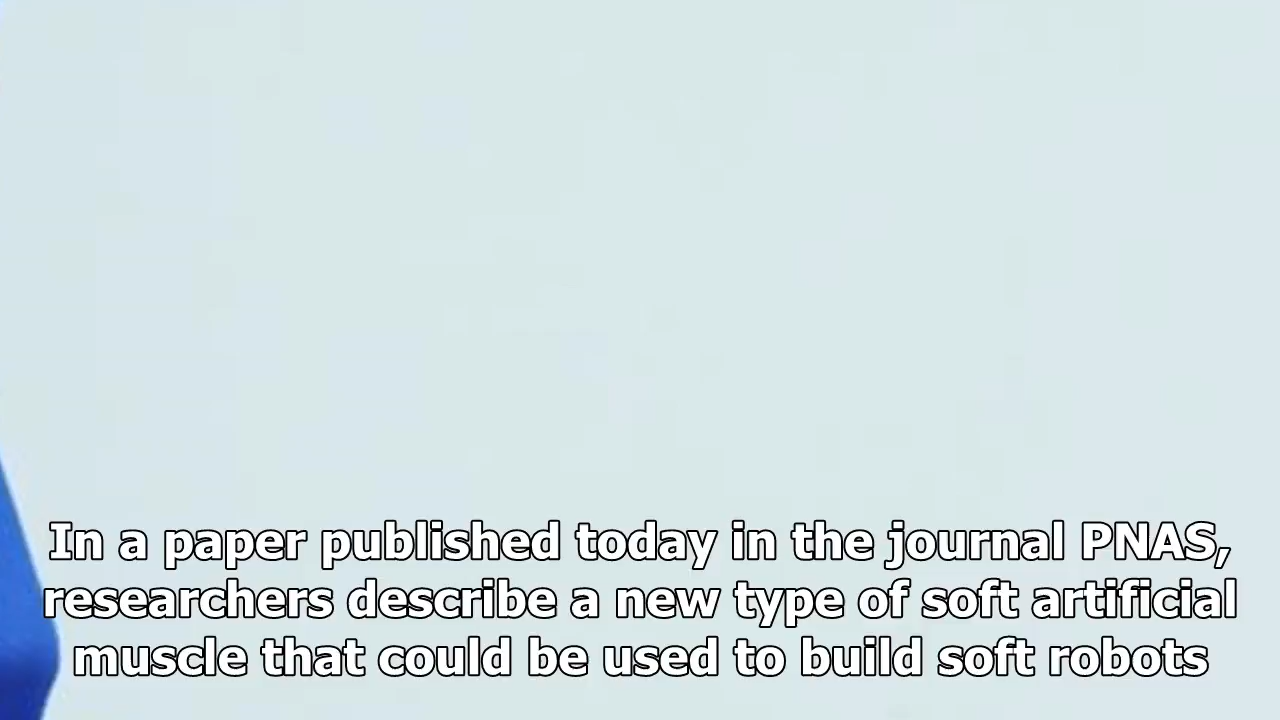 In a paper published today in the journal PNAS,
researchers describe a new type of soft artificial
muscle that could be used to build soft robots